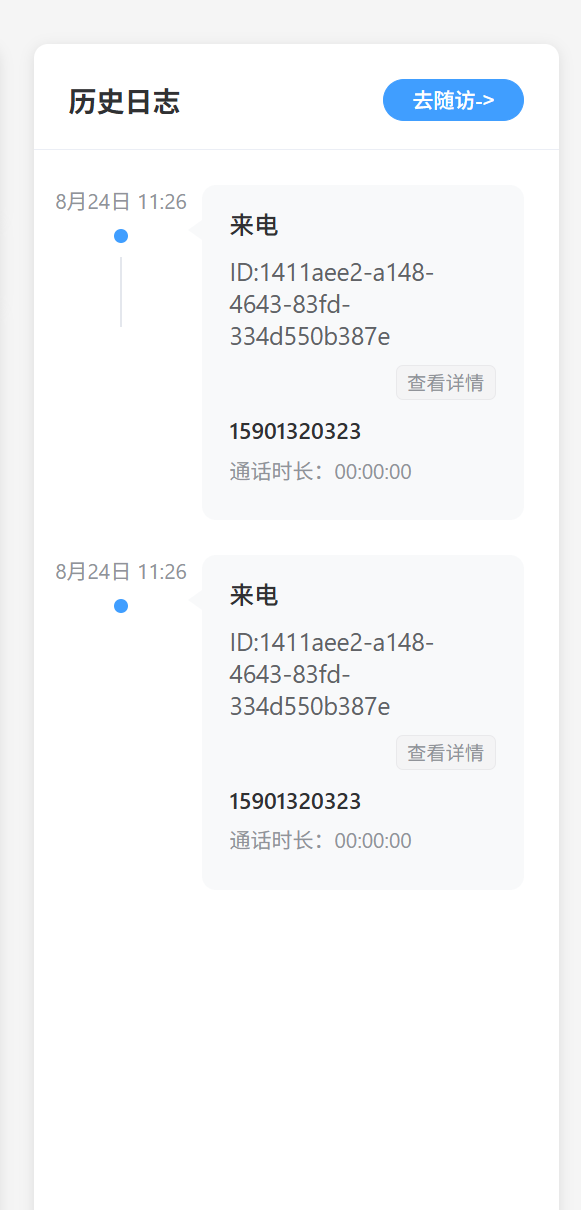 历史日志
去随访->
8月24日 11:26
来电
ID:1411aee2-a148-
4643-83fd-
334d550b387e
查看详情
15901320323
通话时长：00:00:00
8月24日 11:26
来电
ID:1411aee2-a148-
4643-83fd-
334d550b387e
查看详情
15901320323
通话时长：00:00:00